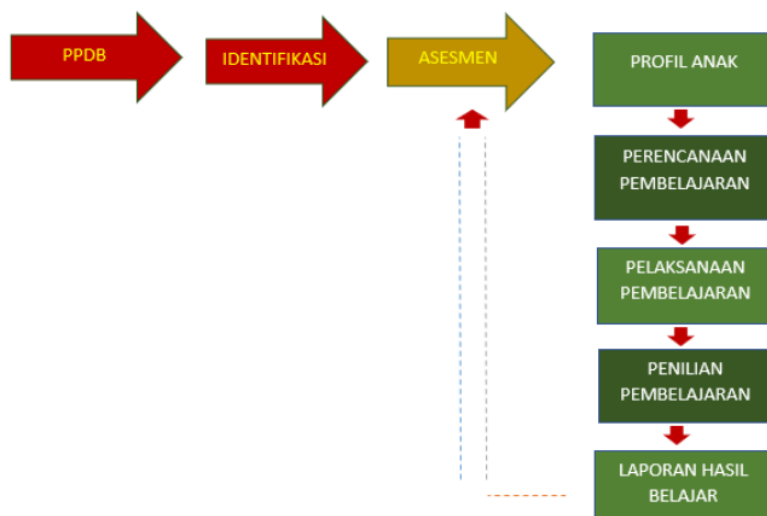 PPDB
IDENTIFIKASI
ASESMEN
PROFIL ANAK
PERENCANAAN
PEMBELAJARAN
PELAKSANAAN
PEMBELAJARAN
PENILIAN
PEMBELAJARAN
LAPORAN HASIL
BELAJAR